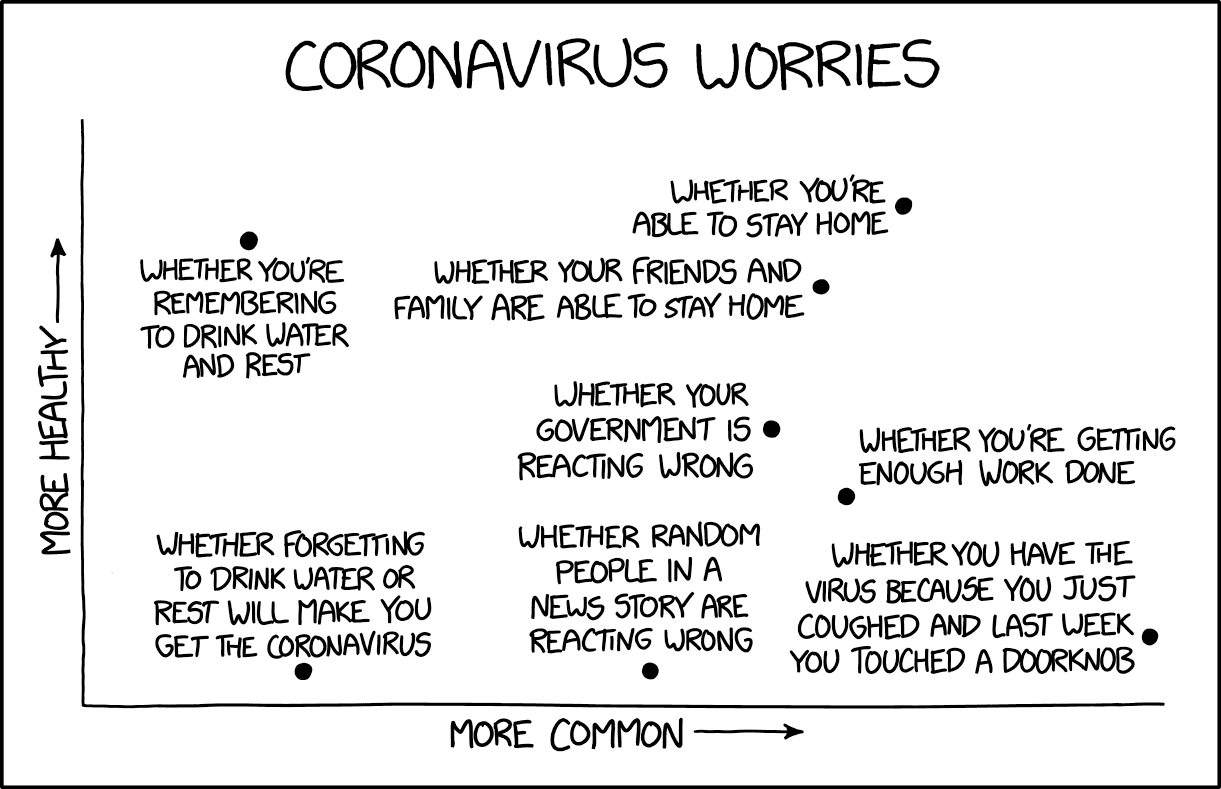 CORONAVIRUS WORRIES
WHETHER YOU'RE
ABLE TO STAY HOME
WHETHER YOU'RE
REMEMBERING
TO DRINK WATER
AND REST
WHETHER YOUR FRIENDS AND
FAMILY ARE ABLE TO STAY HOME
WHETHER YOUR
GOVERNMENT IS
REACTING WRONG
WHETHER YOU'RE GETTING
ENOUGH WORK DONE
WHETHER FORGETTING
TO DRINK WATER OR
REST WILL MAKE YOU
GET THE CORONAVIRUS
WHETHER RANDOM
PEOPLE IN A
NEWS STORY ARE
REACTING WRONG
WHETHER YOU HAVE THE
VIRUS BECAUSE YOU JUST
COUGHED AND LAST WEEK
YOU TOUCHED A DOORKNOB
MORE HEALTHY
MORE COMMON